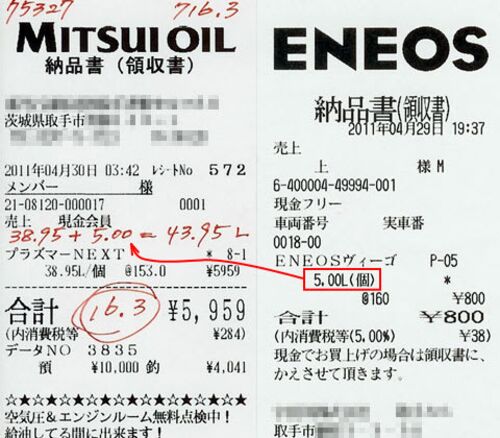 75327 716.3
MITSUI OIL
納品書(領収書)
茨城県取手市
2011年04月30日 03:42 レシートNo 572
メンバー 様
21-08120-000017 0001
売上 現金会員
38.95 + 5.00 = 43.95 L
プラズマーNEXT * 8-1
38.95L/個 @153.0 ¥5959
合計 16.3 ¥5,959
(内消費税等 ¥284)
データNO 3835
預 ¥10,000 釣 ¥4,041
☆★☆★☆★☆★☆★☆★☆★☆★☆
空気圧&エンジンルーム無料点検中!
給油してる間に出来ます!
ENEOS
納品書(領収書)
2011年04月29日 19:37
売上
上 様 M
6-400004-49994-001
現金フリー
車両番号 実車番
0018-00
ENEOSヴィーゴ P-05
5.00L(個) *
@160 ¥800
合計 ¥800
(内消費税等(5.00%) ¥38)
現金でお買上げの場合は領収書に、
かえさせて頂きます。
取手市